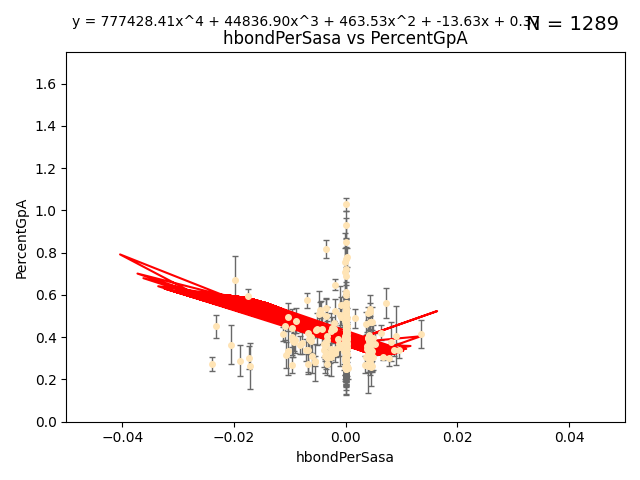 y = 777428.41x^4 + 44836.90x^3 + 463.53x^2 + -13.63x + 0.37
N = 1289
hbondPerSasa vs PercentGpA
1.6
1.4
1.2
1.0
0.8
0.6
0.4
0.2
0.0
PercentGpA
−0.04 −0.02 0.00 0.02 0.04
hbondPerSasa